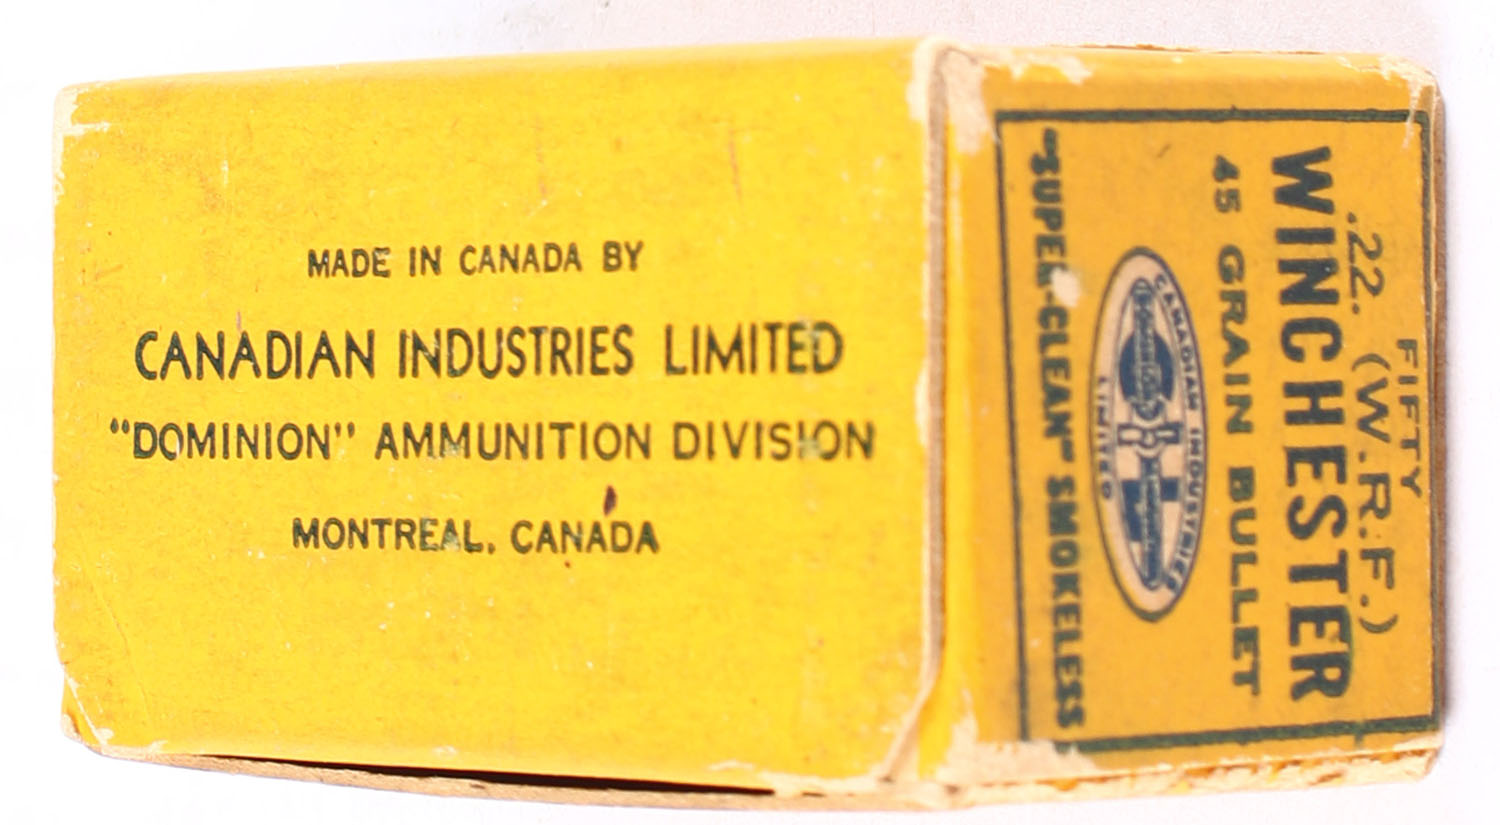 MADE IN CANADA BY
CANADIAN INDUSTRIES LIMITED
"DOMINION" AMMUNITION DIVISION
MONTREAL, CANADA
FIFTY
.22. (W.R.F.)
WINCHESTER
45 GRAIN BULLET
CANADIAN INDUSTRIES
LIMITED
"SUPER-CLEAN" SMOKELESS